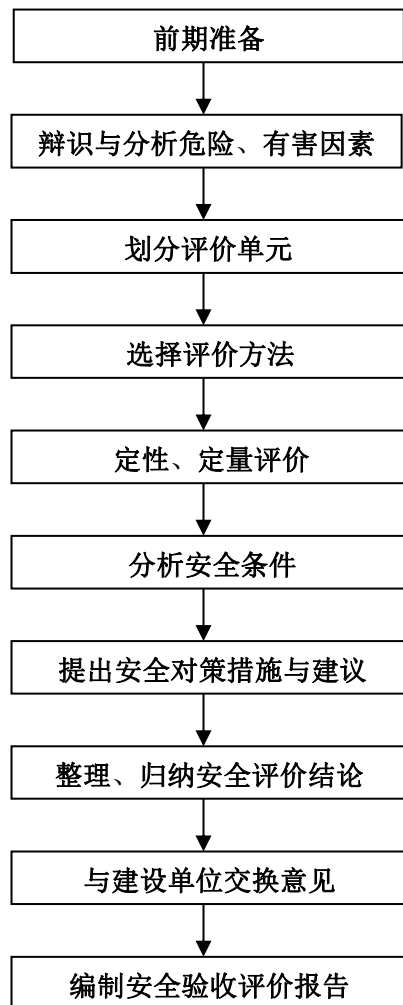 前期准备
辩识与分析危险、有害因素
划分评价单元
选择评价方法
定性、定量评价
分析安全条件
提出安全对策措施与建议
整理、归纳安全评价结论
与建设单位交换意见
编制安全验收评价报告